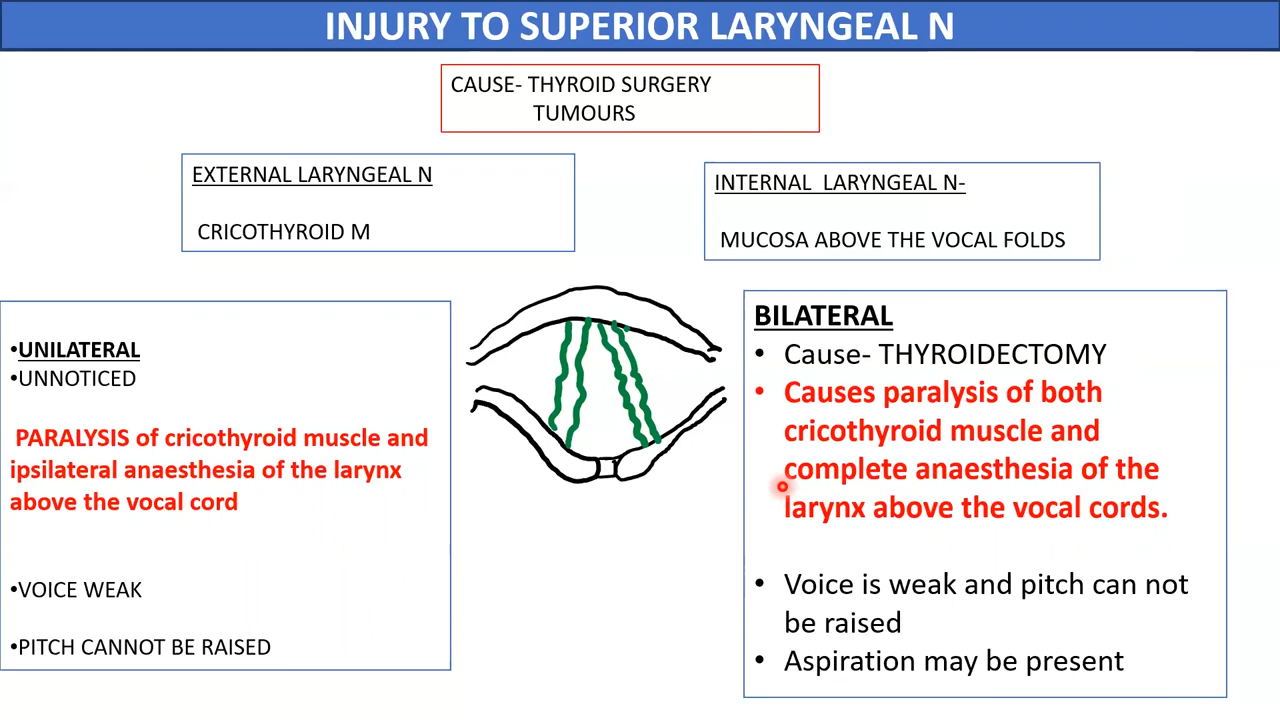 INJURY TO SUPERIOR LARYNGEAL N
CAUSE- THYROID SURGERY
TUMOURS
EXTERNAL LARYNGEAL N
CRICOTHYROID M
INTERNAL LARYNGEAL N-
MUCOSA ABOVE THE VOCAL FOLDS
•UNILATERAL
•UNNOTICED
PARALYSIS of cricothyroid muscle and
ipsilateral anaesthesia of the larynx
above the vocal cord
•VOICE WEAK
•PITCH CANNOT BE RAISED
BILATERAL
• Cause- THYROIDECTOMY
• Causes paralysis of both
cricothyroid muscle and
complete anaesthesia of the
larynx above the vocal cords.
• Voice is weak and pitch can not
be raised
• Aspiration may be present